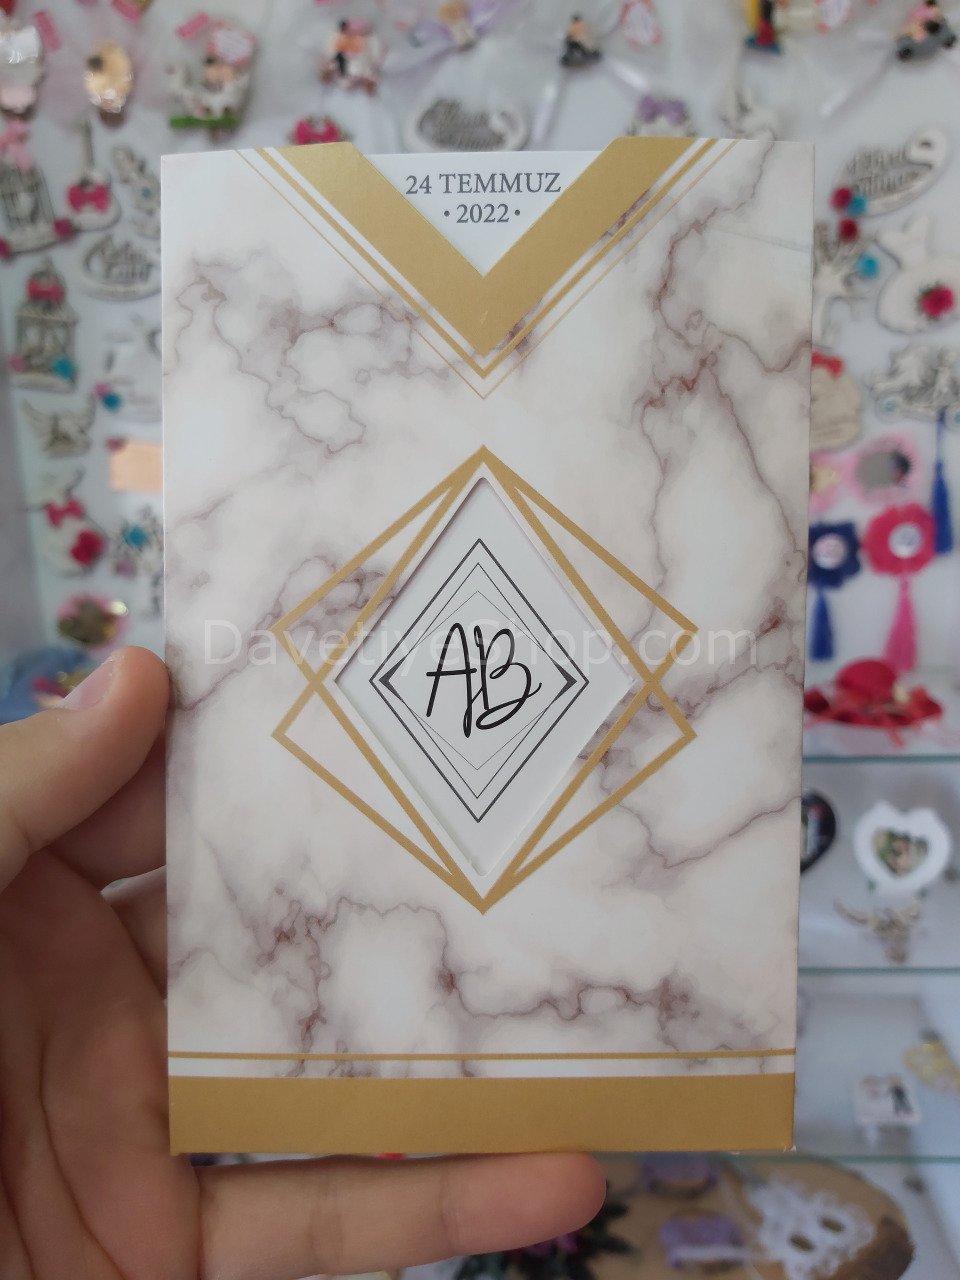 24 TEMMUZ
· 2022 ·
DavetiyeShop.com
AB